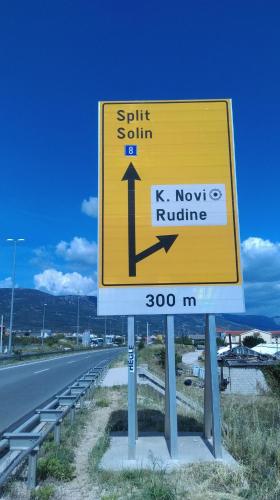 Split
Solin
8
K. Novi
Rudine
300 m